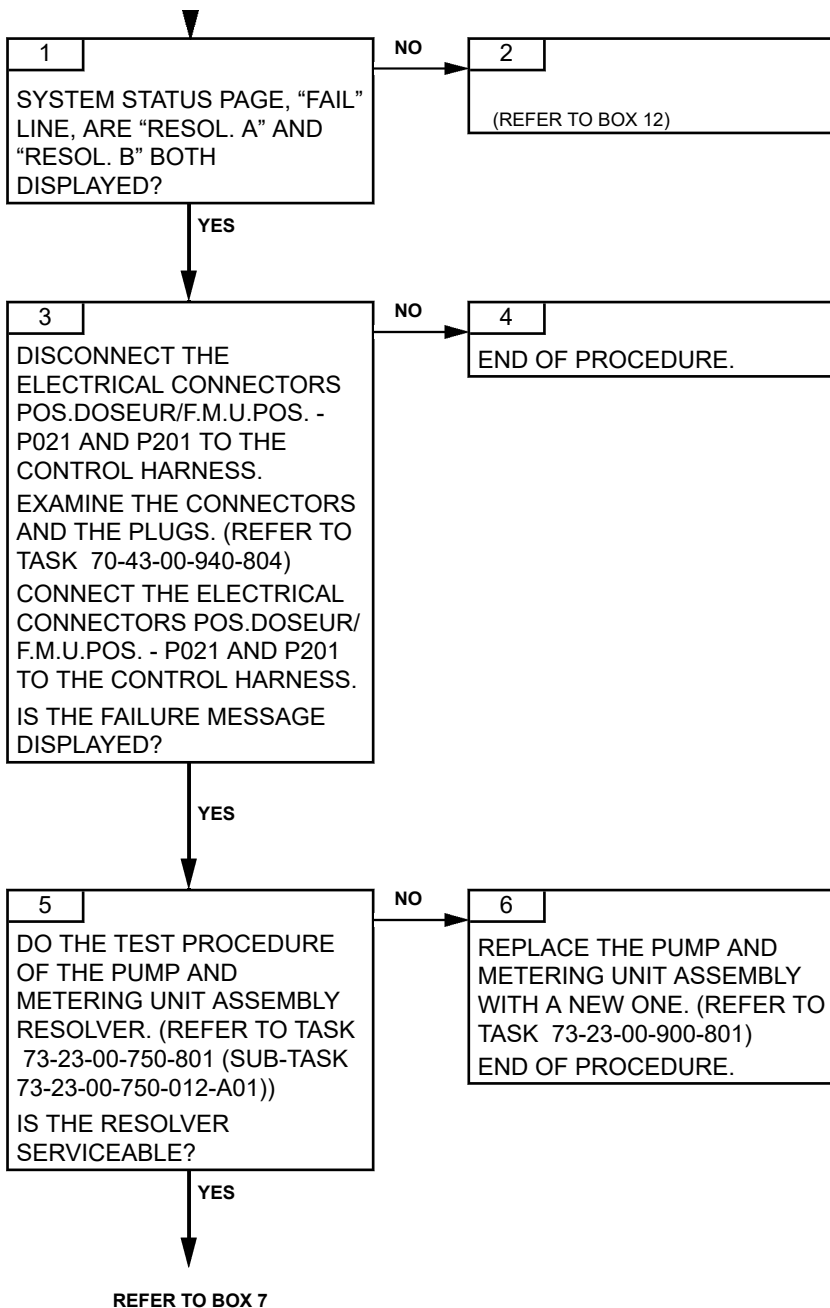 1
SYSTEM STATUS PAGE, “FAIL”
LINE, ARE “RESOL. A” AND
“RESOL. B” BOTH
DISPLAYED?
NO
2
(REFER TO BOX 12)
YES
3
DISCONNECT THE
ELECTRICAL CONNECTORS
POS.DOSEUR/F.M.U.POS. -
P021 AND P201 TO THE
CONTROL HARNESS.
EXAMINE THE CONNECTORS
AND THE PLUGS. (REFER TO
TASK 70-43-00-940-804)
CONNECT THE ELECTRICAL
CONNECTORS POS.DOSEUR/
F.M.U.POS. - P021 AND P201
TO THE CONTROL HARNESS.
IS THE FAILURE MESSAGE
DISPLAYED?
NO
4
END OF PROCEDURE.
YES
5
DO THE TEST PROCEDURE
OF THE PUMP AND
METERING UNIT ASSEMBLY
RESOLVER. (REFER TO TASK
73-23-00-750-801 (SUB-TASK
73-23-00-750-012-A01))
IS THE RESOLVER
SERVICEABLE?
NO
6
REPLACE THE PUMP AND
METERING UNIT ASSEMBLY
WITH A NEW ONE. (REFER TO
TASK 73-23-00-900-801)
END OF PROCEDURE.
YES
REFER TO BOX 7